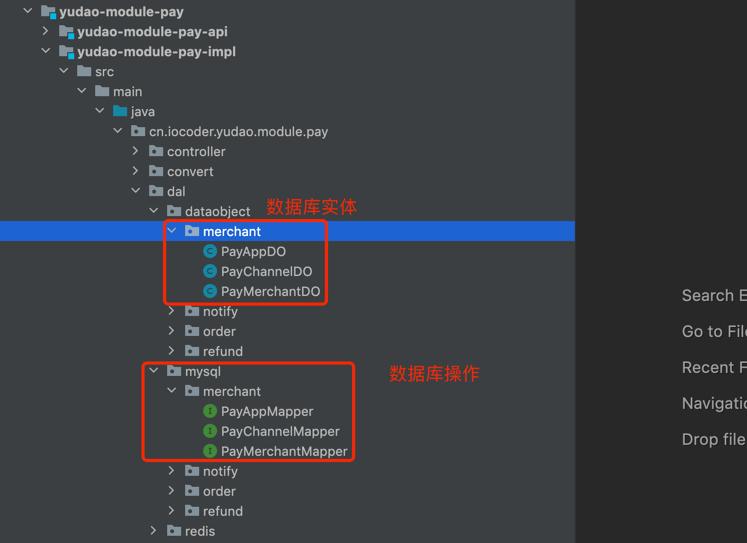 yudao-module-pay
yudao-module-pay-api
yudao-module-pay-impl
src
main
java
cn.iocoder.yudao.module.pay
controller
convert
dal
dataobject 数据库实体
merchant
PayAppDO
PayChannelDO
PayMerchantDO
notify
order
refund
mysql 数据库操作
merchant
PayAppMapper
PayChannelMapper
PayMerchantMapper
notify
order
refund
redis
Search E
Go to File
Recent F
Navigatio
Drop file